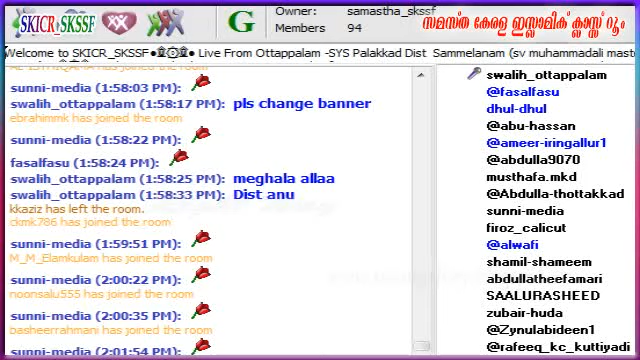 SKICR SKSSF
G
Owner: samastha_skssf
Members 94
സമസ്ത കേരള ഇസ്ലാമിക് ക്ലാസ്സ് റൂം
Welcome to SKICR_SKSSF Live From Ottappalam -SYS Palakkad Dist Sammelanam (sv muhammadali mast
has joined the room
sunni-media (1:58:03 PM):
swalih_ottappalam (1:58:17 PM): pls change banner
ebrahimmk has joined the room
sunni-media (1:58:22 PM):
fasalfasu (1:58:24 PM):
swalih_ottappalam (1:58:25 PM): meghala allaa
swalih_ottappalam (1:58:33 PM): Dist anu
kkaziz has left the room.
ckmk786 has joined the room
sunni-media (1:59:51 PM):
M_M_Elamkulam has joined the room
sunni-media (2:00:22 PM):
noonsalu555 has joined the room
sunni-media (2:00:35 PM):
basheerrahmani has joined the room
sunni-media (2:01:54 PM):
swalih_ottappalam
@fasalfasu
dhul-dhul
@abu-hassan
@ameer-iringallur1
@abdulla9070
musthafa.mkd
@Abdulla-thottakkad
sunni-media
firoz_calicut
@alwafi
shamil-shameem
abdullatheefamari
SAALURASHEED
zubair-huda
@Zynulabideen1
@rafeeq_kc_kuttiyadi